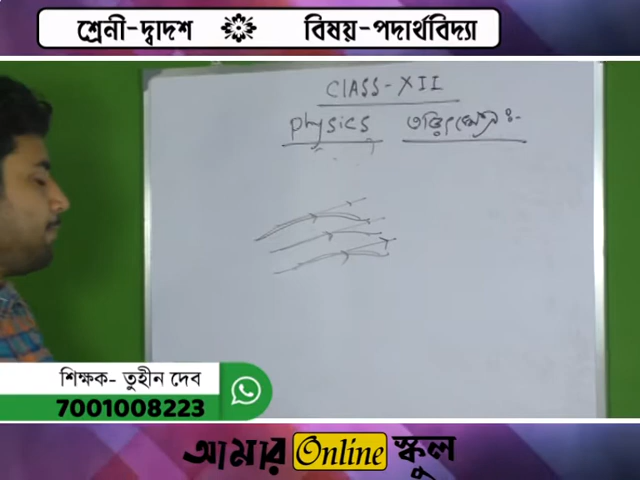 শ্রেনী-দ্বাদশ বিষয়-পদার্থবিদ্যা
CLASS-XII
Physics তড়িৎক্ষেত্র ঃ-
শিক্ষক- তুহীন দেব
7001008223
আমার Online স্কুল